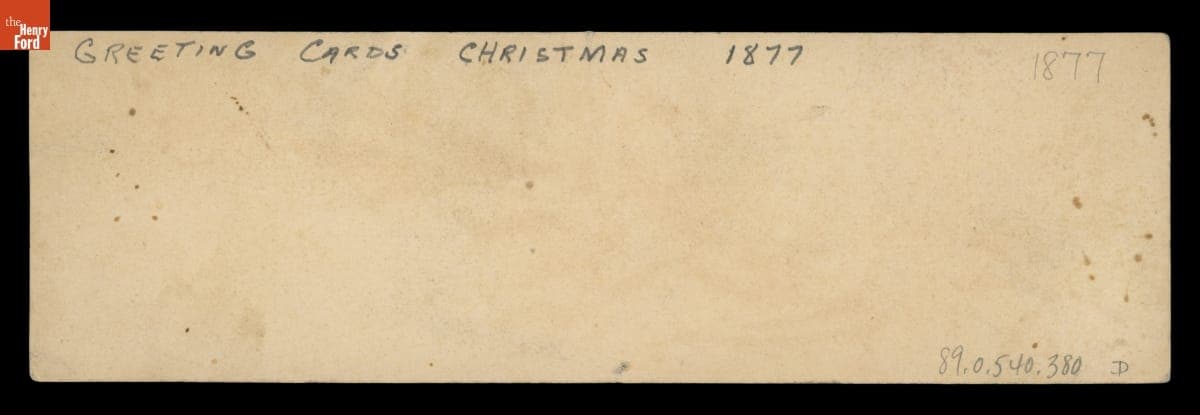 the
Henry
Ford
GREETING CARDS CHRISTMAS 1877
1877
89.0.540.380 D